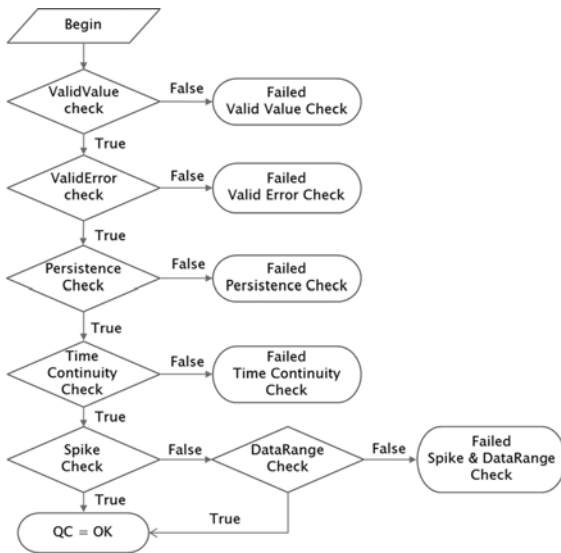 Begin
ValidValue
check
False
Failed
Valid Value Check
True
ValidError
check
False
Failed
Valid Error Check
True
Persistence
Check
False
Failed
Persistence Check
True
Time
Continuity
Check
False
Failed
Time Continuity
Check
True
Spike
Check
False
DataRange
Check
False
Failed
Spike & DataRange
Check
True
True
QC = OK